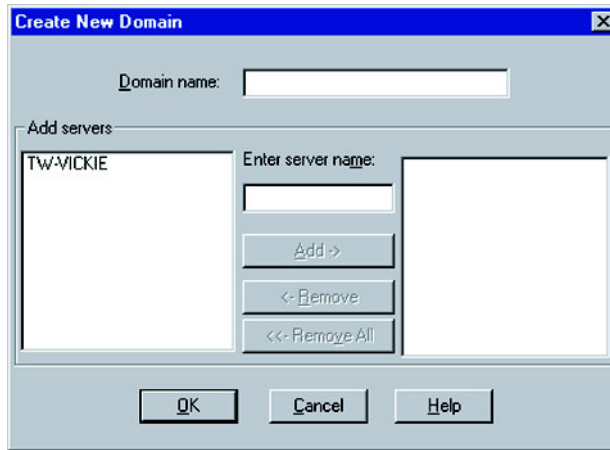 Create New Domain
Domain name:
Add servers
TW-VICKIE
Enter server name:
Add ->
<- Remove
<<- Remove All
OK
Cancel
Help